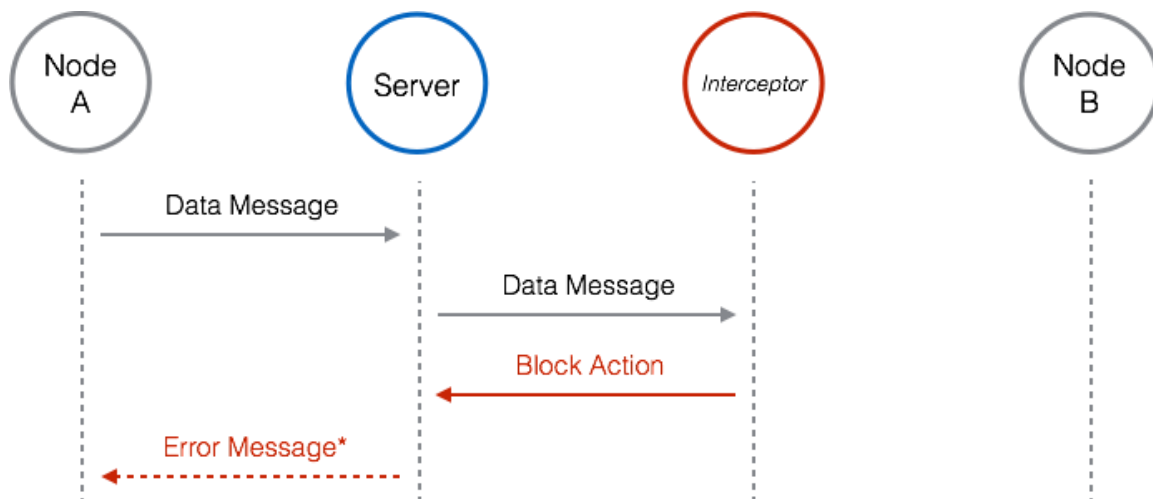 Node
A
Server
Interceptor
Node
B
Data Message
Data Message
Block Action
Error Message*